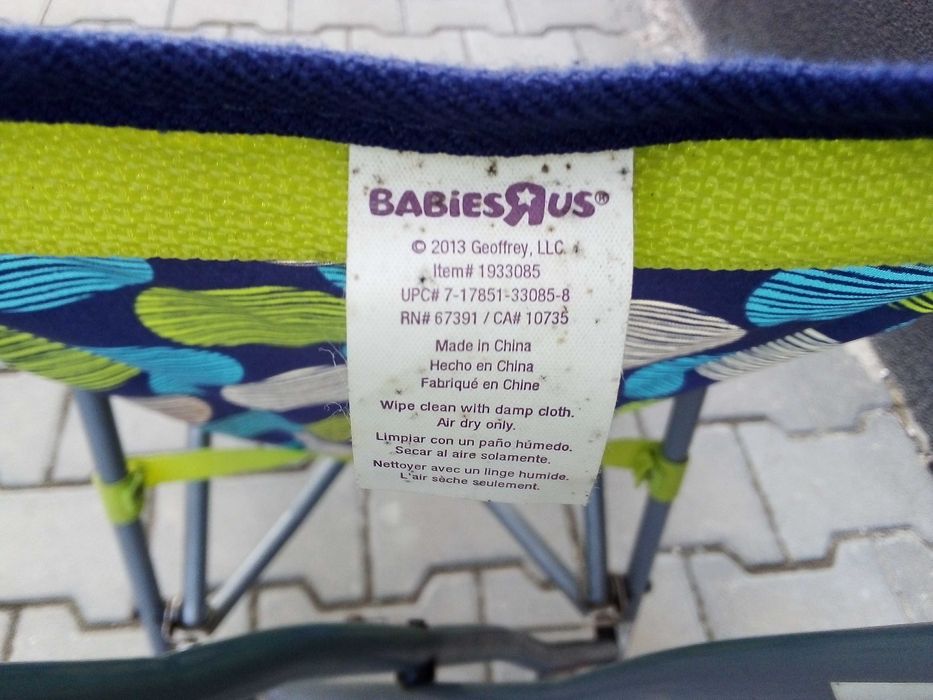 BABiESRUS®
© 2013 Geoffrey, LLC.
Item# 1933085
UPC# 7-17851-33085-8
RN# 67391 / CA# 10735
Made in China
Hecho en China
Fabriqué en Chine
Wipe clean with damp cloth.
Air dry only.
Limpiar con un paño húmedo.
Secar al aire solamente.
Nettoyer avec un linge humide.
L'air sèche seulement.